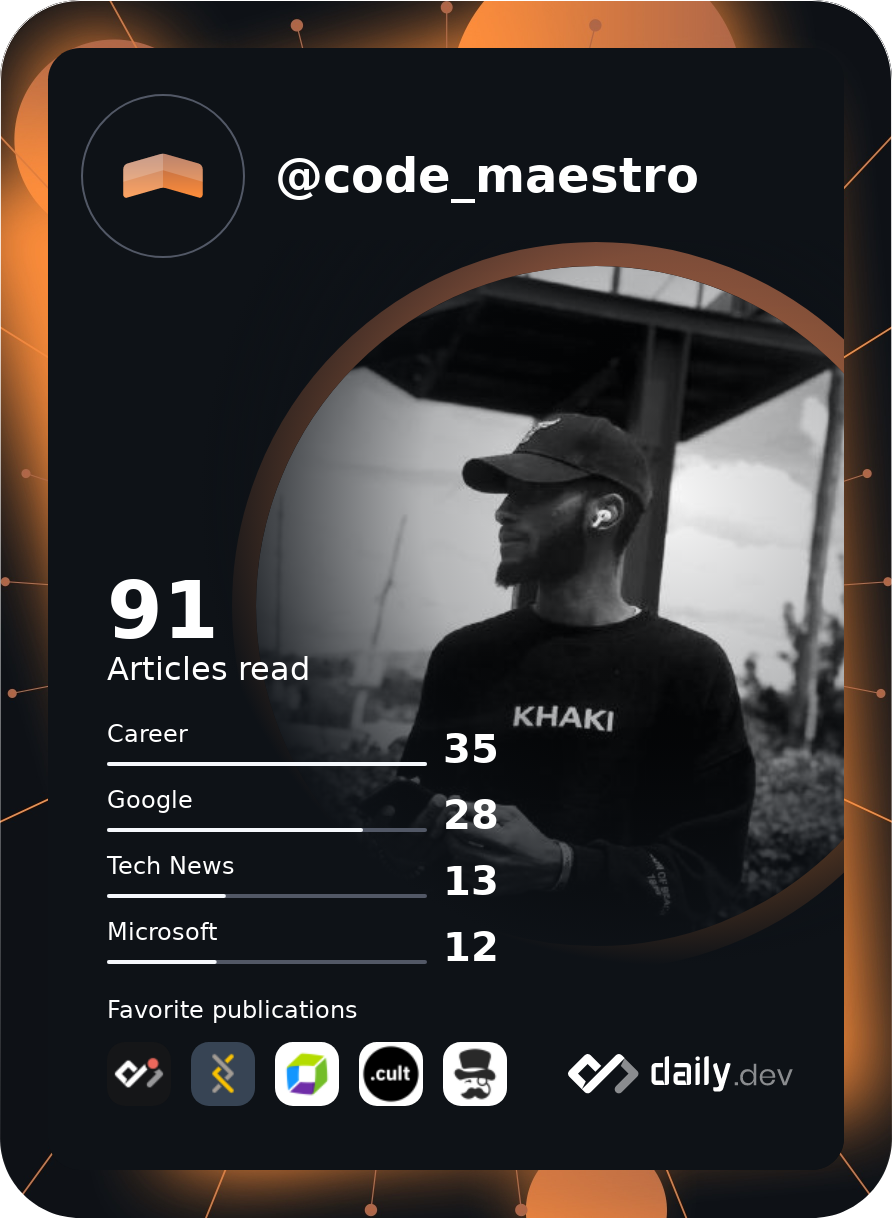 @code_maestro
91
Articles read
KHAKI
Career
35
Google
28
Tech News
13
Microsoft
12
Favorite publications
.cult
daily.dev